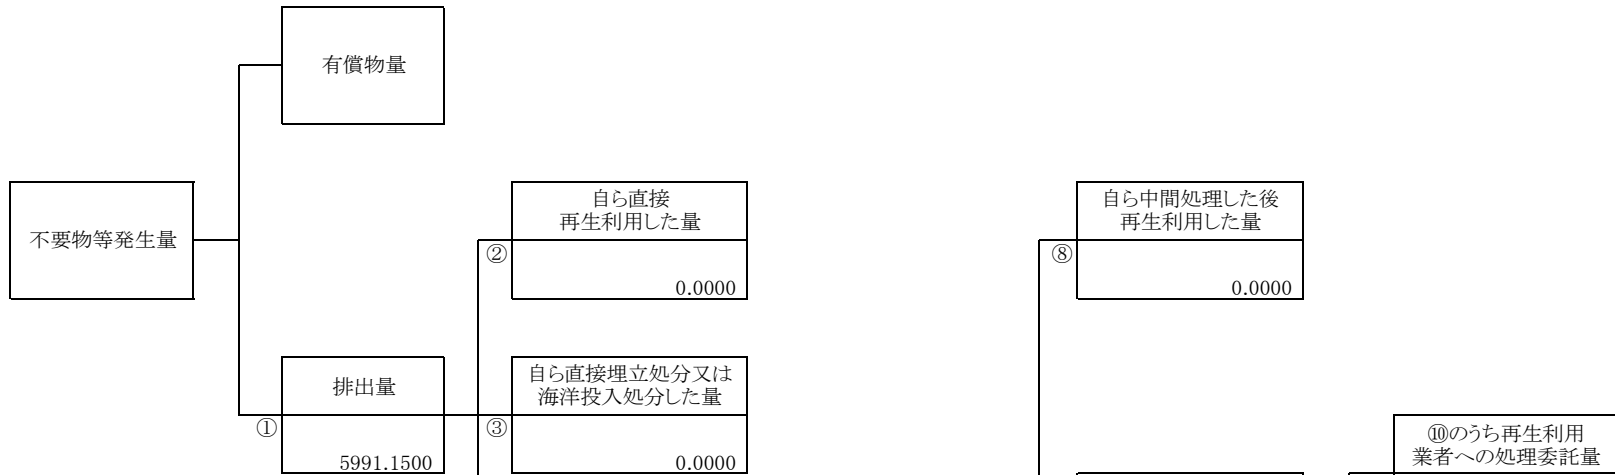 有償物量
不要物等発生量
自ら直接
再生利用した量
②
0.0000
自ら中間処理した後
再生利用した量
⑧
0.0000
排出量
①
5991.1500
自ら直接埋立処分又は
海洋投入処分した量
③
0.0000
⑩のうち再生利用
業者への処理委託量